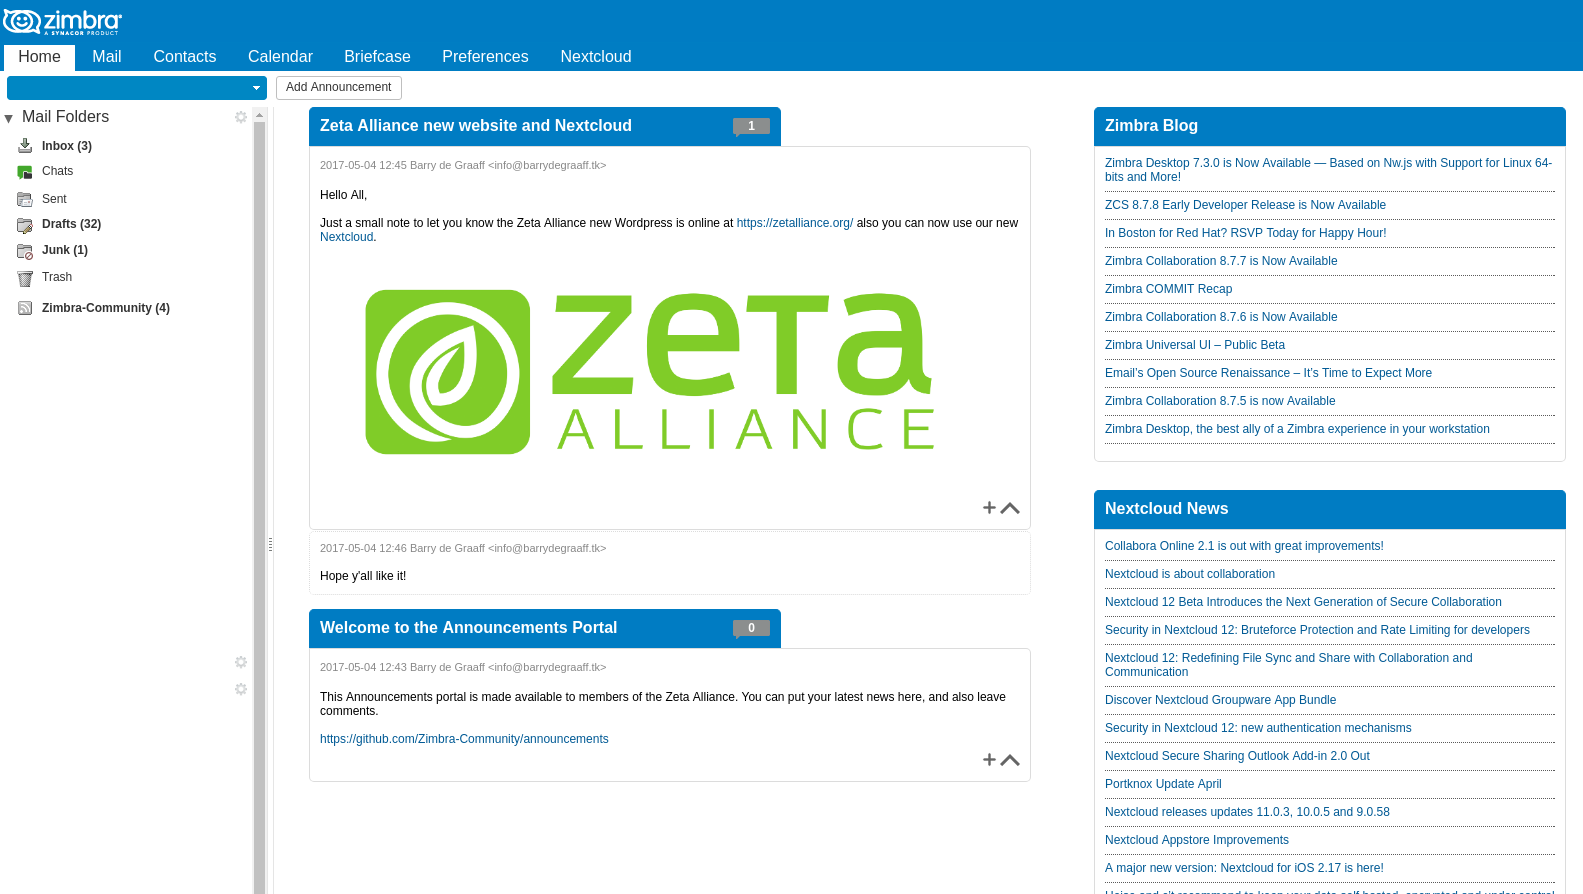 zimbra
A SYNACOR PRODUCT
Home Mail Contacts Calendar Briefcase Preferences Nextcloud
Add Announcement
Mail Folders
Inbox (3)
Chats
Sent
Drafts (32)
Junk (1)
Trash
Zimbra-Community (4)
Zeta Alliance new website and Nextcloud 1
2017-05-04 12:45 Barry de Graaff <info@barrydegraaff.tk>
Hello All,
Just a small note to let you know the Zeta Alliance new Wordpress is online at https://zetalliance.org/ also you can now use our new
Nextcloud.
zeta
ALLIANCE
2017-05-04 12:46 Barry de Graaff <info@barrydegraaff.tk>
Hope y'all like it!
Welcome to the Announcements Portal 0
2017-05-04 12:43 Barry de Graaff <info@barrydegraaff.tk>
This Announcements portal is made available to members of the Zeta Alliance. You can put your latest news here, and also leave
comments.
https://github.com/Zimbra-Community/announcements
Zimbra Blog
Zimbra Desktop 7.3.0 is Now Available — Based on Nw.js with Support for Linux 64-
bits and More!
ZCS 8.7.8 Early Developer Release is Now Available
In Boston for Red Hat? RSVP Today for Happy Hour!
Zimbra Collaboration 8.7.7 is Now Available
Zimbra COMMIT Recap
Zimbra Collaboration 8.7.6 is Now Available
Zimbra Universal UI – Public Beta
Email's Open Source Renaissance – It's Time to Expect More
Zimbra Collaboration 8.7.5 is now Available
Zimbra Desktop, the best ally of a Zimbra experience in your workstation
Nextcloud News
Collabora Online 2.1 is out with great improvements!
Nextcloud is about collaboration
Nextcloud 12 Beta Introduces the Next Generation of Secure Collaboration
Security in Nextcloud 12: Bruteforce Protection and Rate Limiting for developers
Nextcloud 12: Redefining File Sync and Share with Collaboration and
Communication
Discover Nextcloud Groupware App Bundle
Security in Nextcloud 12: new authentication mechanisms
Nextcloud Secure Sharing Outlook Add-in 2.0 Out
Portknox Update April
Nextcloud releases updates 11.0.3, 10.0.5 and 9.0.58
Nextcloud Appstore Improvements
A major new version: Nextcloud for iOS 2.17 is here!